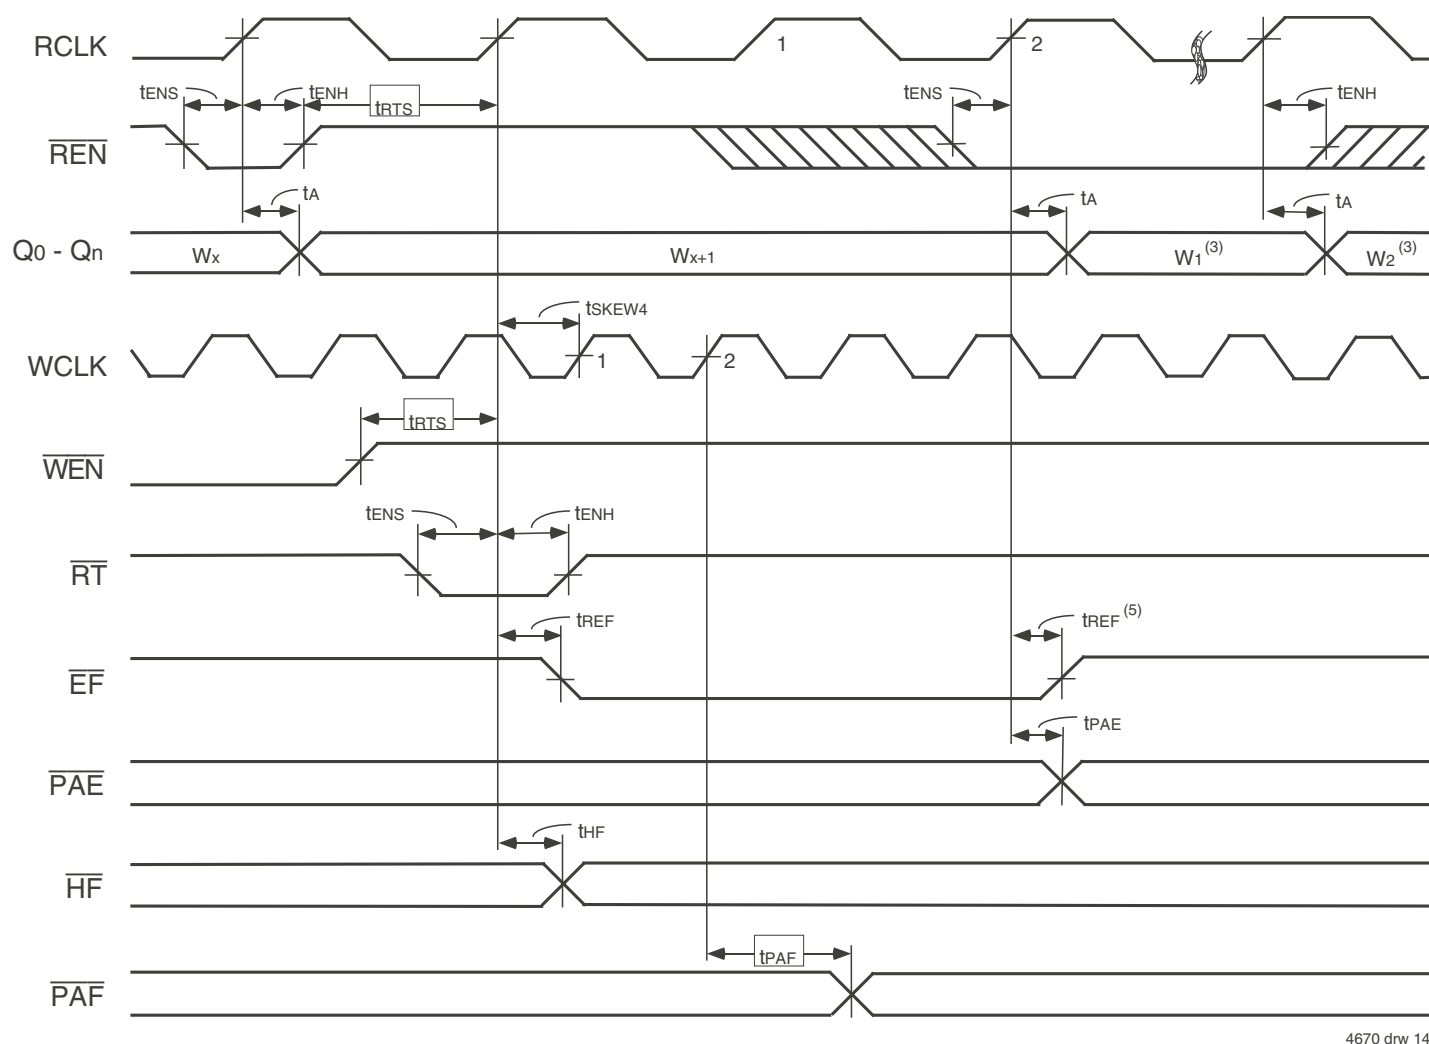 RCLK
1
2
tENS
tENH
tRTS
tENS
tENH
REN
tA
tA
tA
Q0 - Qn
Wx
Wx+1
W1 (3)
W2 (3)
tSKEW4
WCLK
1
2
tRTS
WEN
tENS
tENH
RT
tREF
tREF (5)
EF
tPAE
PAE
tHF
HF
tPAF
PAF
4670 drw 14